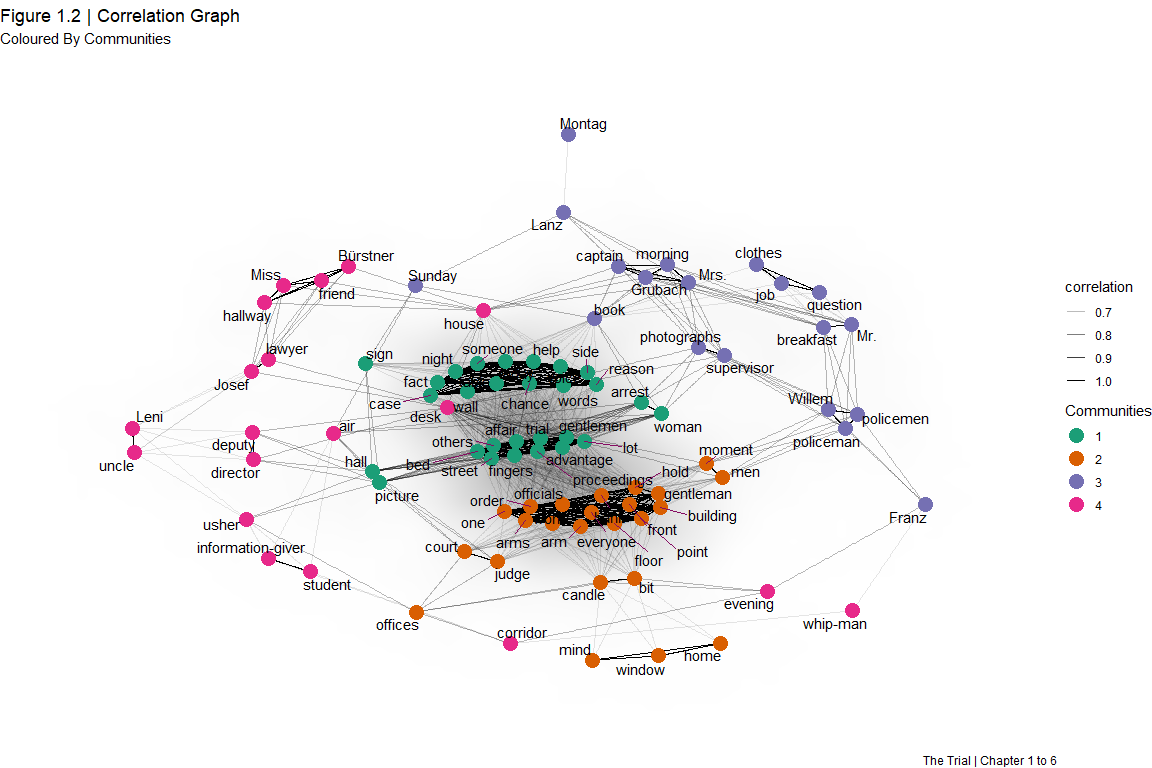 Figure 1.2 | Correlation Graph
Coloured By Communities
Montag
Lanz
captain
morning
clothes
Bürstner
Miss
Sunday
Mrs.
friend
Grubach
job
question
hallway
house
book
photographs
breakfast
Mr.
lawyer
sign
night
someone
help
side
supervisor
Josef
fact
reason
case
chance
words
arrest
Willem
Leni
desk
wall
woman
policemen
air
affair
trial
gentlemen
deputy
others
lot
policeman
uncle
director
hall
bed
street
fingers
advantage
moment
men
picture
proceedings
hold
order
officials
gentleman
usher
one
building
Franz
arms
arm
everyone
front
point
information-giver
court
judge
floor
student
candle
bit
evening
offices
whip-man
corridor
mind
window
home
correlation
0.7
0.8
0.9
1.0
Communities
1
2
3
4
The Trial | Chapter 1 to 6